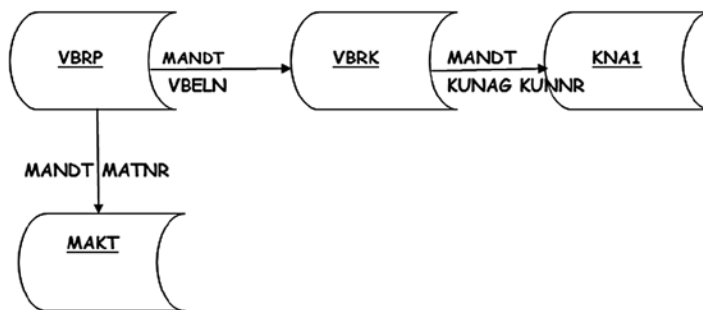 VBRP
MANDT
VBELN
VBRK
MANDT
KUNAG KUNNR
KNA1
MANDT MATNR
MAKT